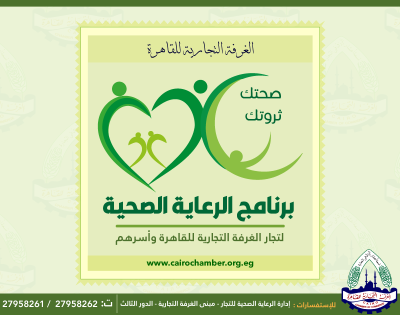 الغرفة التجارية للقاهرة
صحتك
ثروتك
برنامج الرعاية الصحية
لتجار الغرفة التجارية للقاهرة وأسرهم
www.cairochamber.org.eg
للإستفسارات : إدارة الرعاية الصحية للتجار - مبنى الغرفة التجارية - الدور الثالث ت: 27958262 / 27958261